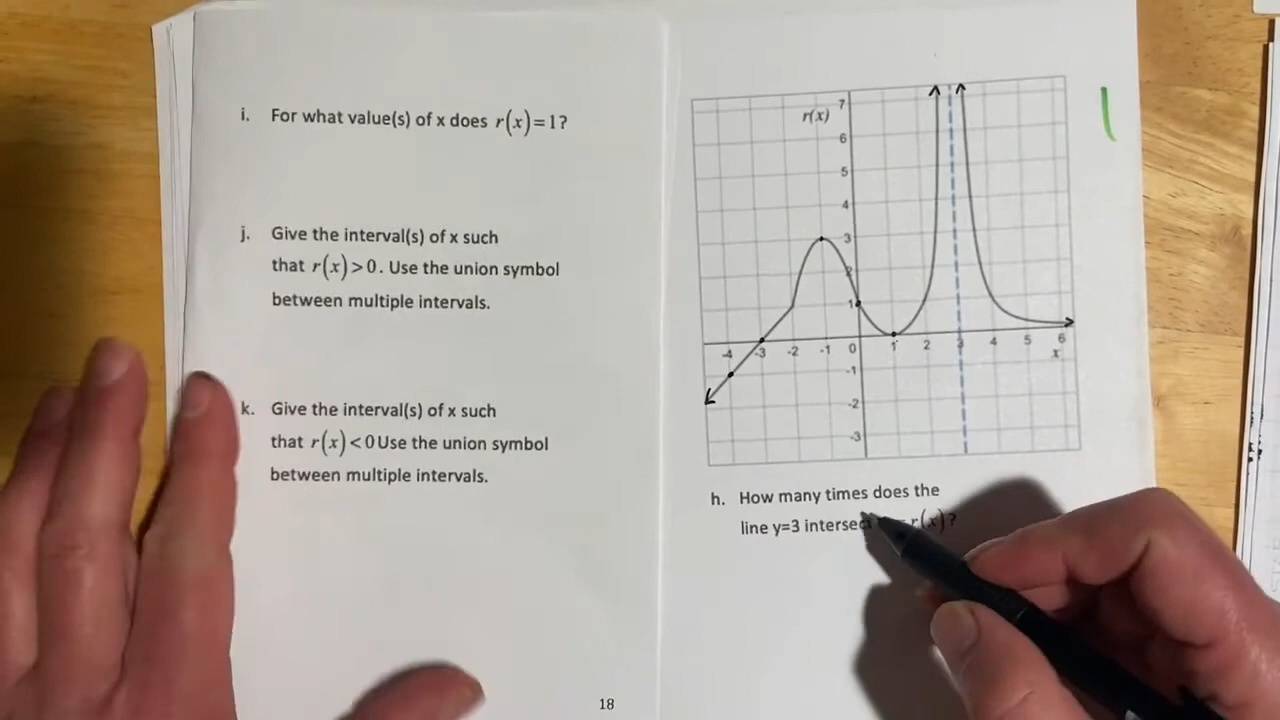 i. For what value(s) of x does r(x)=1?
j. Give the interval(s) of x such
that r(x)>0. Use the union symbol
between multiple intervals.
k. Give the interval(s) of x such
that r(x)<0 Use the union symbol
between multiple intervals.
18
r(x)
7
6
5
4
3
2
1
-4 -3 -2 -1 0 1 2 3 4 5 6
x
-1
-2
-3
h. How many times does the
line y=3 r(x)?